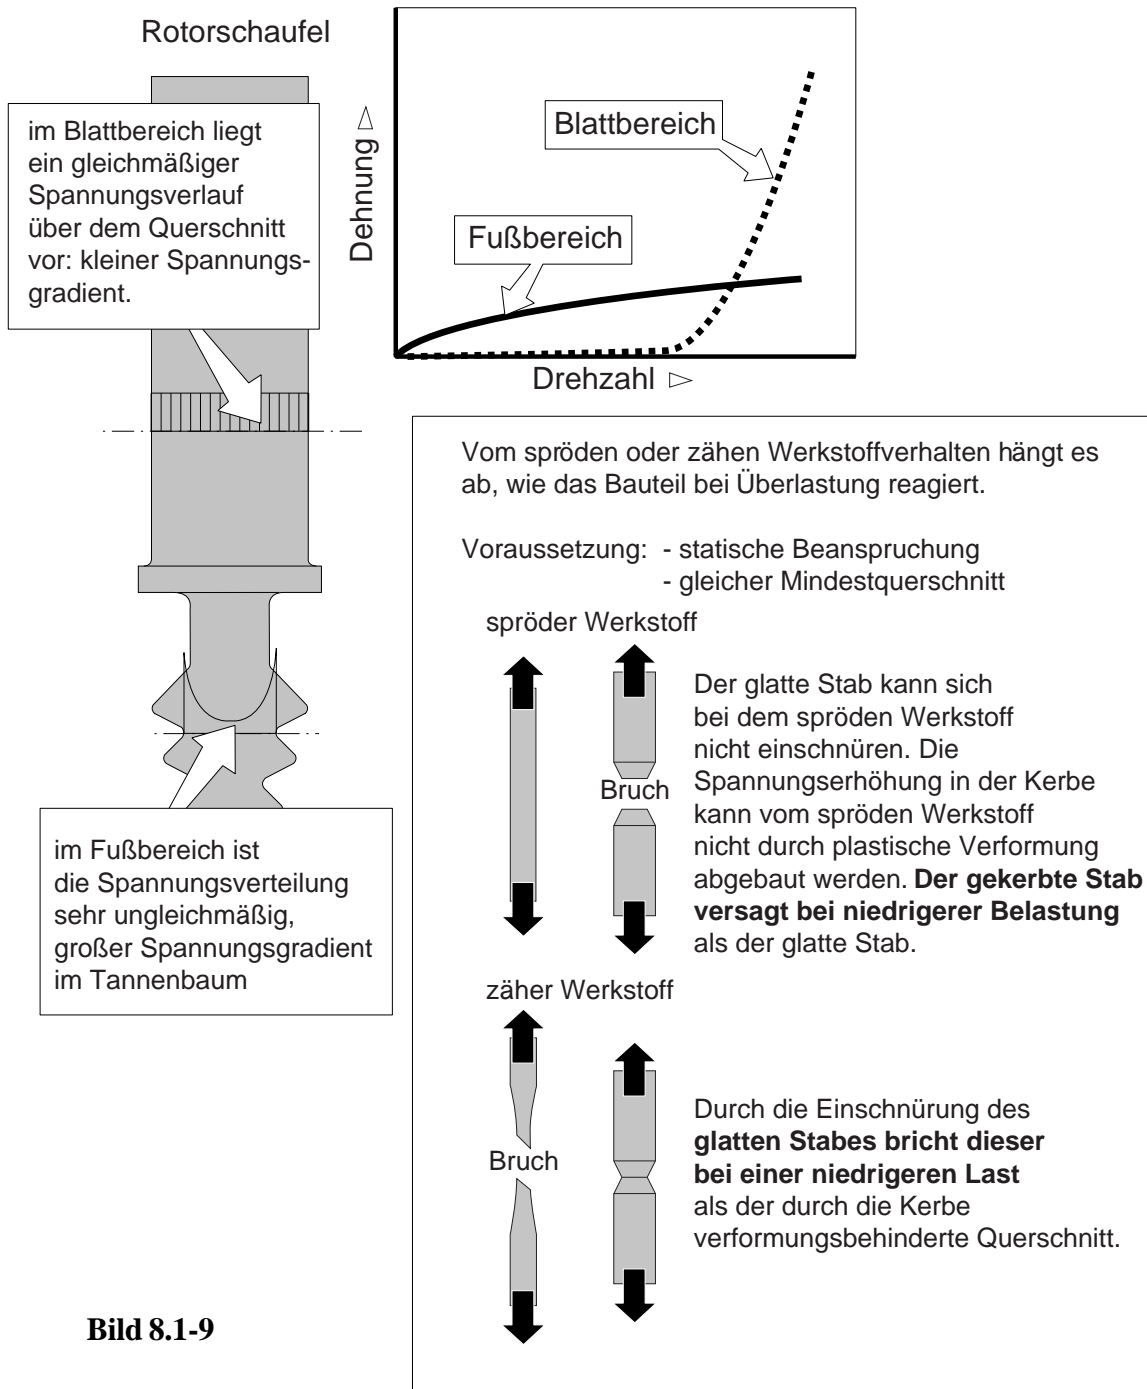 Rotorschaufel
im Blattbereich liegt
ein gleichmäßiger
Spannungsverlauf
über dem Querschnitt
vor: kleiner Spannungs-
gradient.
Dehnung
Blattbereich
Fußbereich
Drehzahl
im Fußbereich ist
die Spannungsverteilung
sehr ungleichmäßig,
großer Spannungsgradient
im Tannenbaum
Vom spröden oder zähen Werkstoffverhalten hängt es
ab, wie das Bauteil bei Überlastung reagiert.
Voraussetzung: - statische Beanspruchung
- gleicher Mindestquerschnitt
spröder Werkstoff
Bruch
Der glatte Stab kann sich
bei dem spröden Werkstoff
nicht einschnüren. Die
Spannungserhöhung in der Kerbe
kann vom spröden Werkstoff
nicht durch plastische Verformung
abgebaut werden. Der gekerbte Stab
versagt bei niedrigerer Belastung
als der glatte Stab.
zäher Werkstoff
Bruch
Durch die Einschnürung des
glatten Stabes bricht dieser
bei einer niedrigeren Last
als der durch die Kerbe
verformungsbehinderte Querschnitt.
Bild 8.1-9